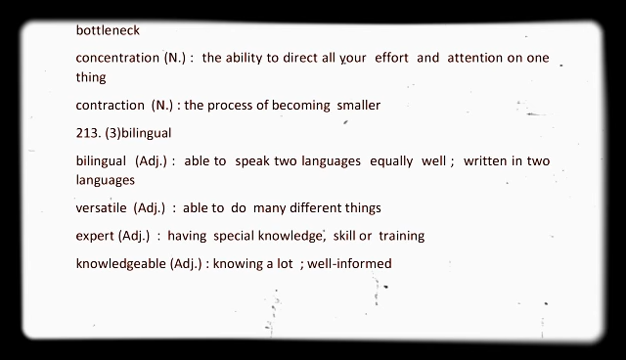 bottleneck
concentration (N.) : the ability to direct all your effort and attention on one
thing
contraction (N.) : the process of becoming smaller
213. (3)bilingual
bilingual (Adj.) : able to speak two languages equally well ; written in two
languages
versatile (Adj.) : able to do many different things
expert (Adj.) : having special knowledge, skill or training
knowledgeable (Adj.) : knowing a lot ; well-informed